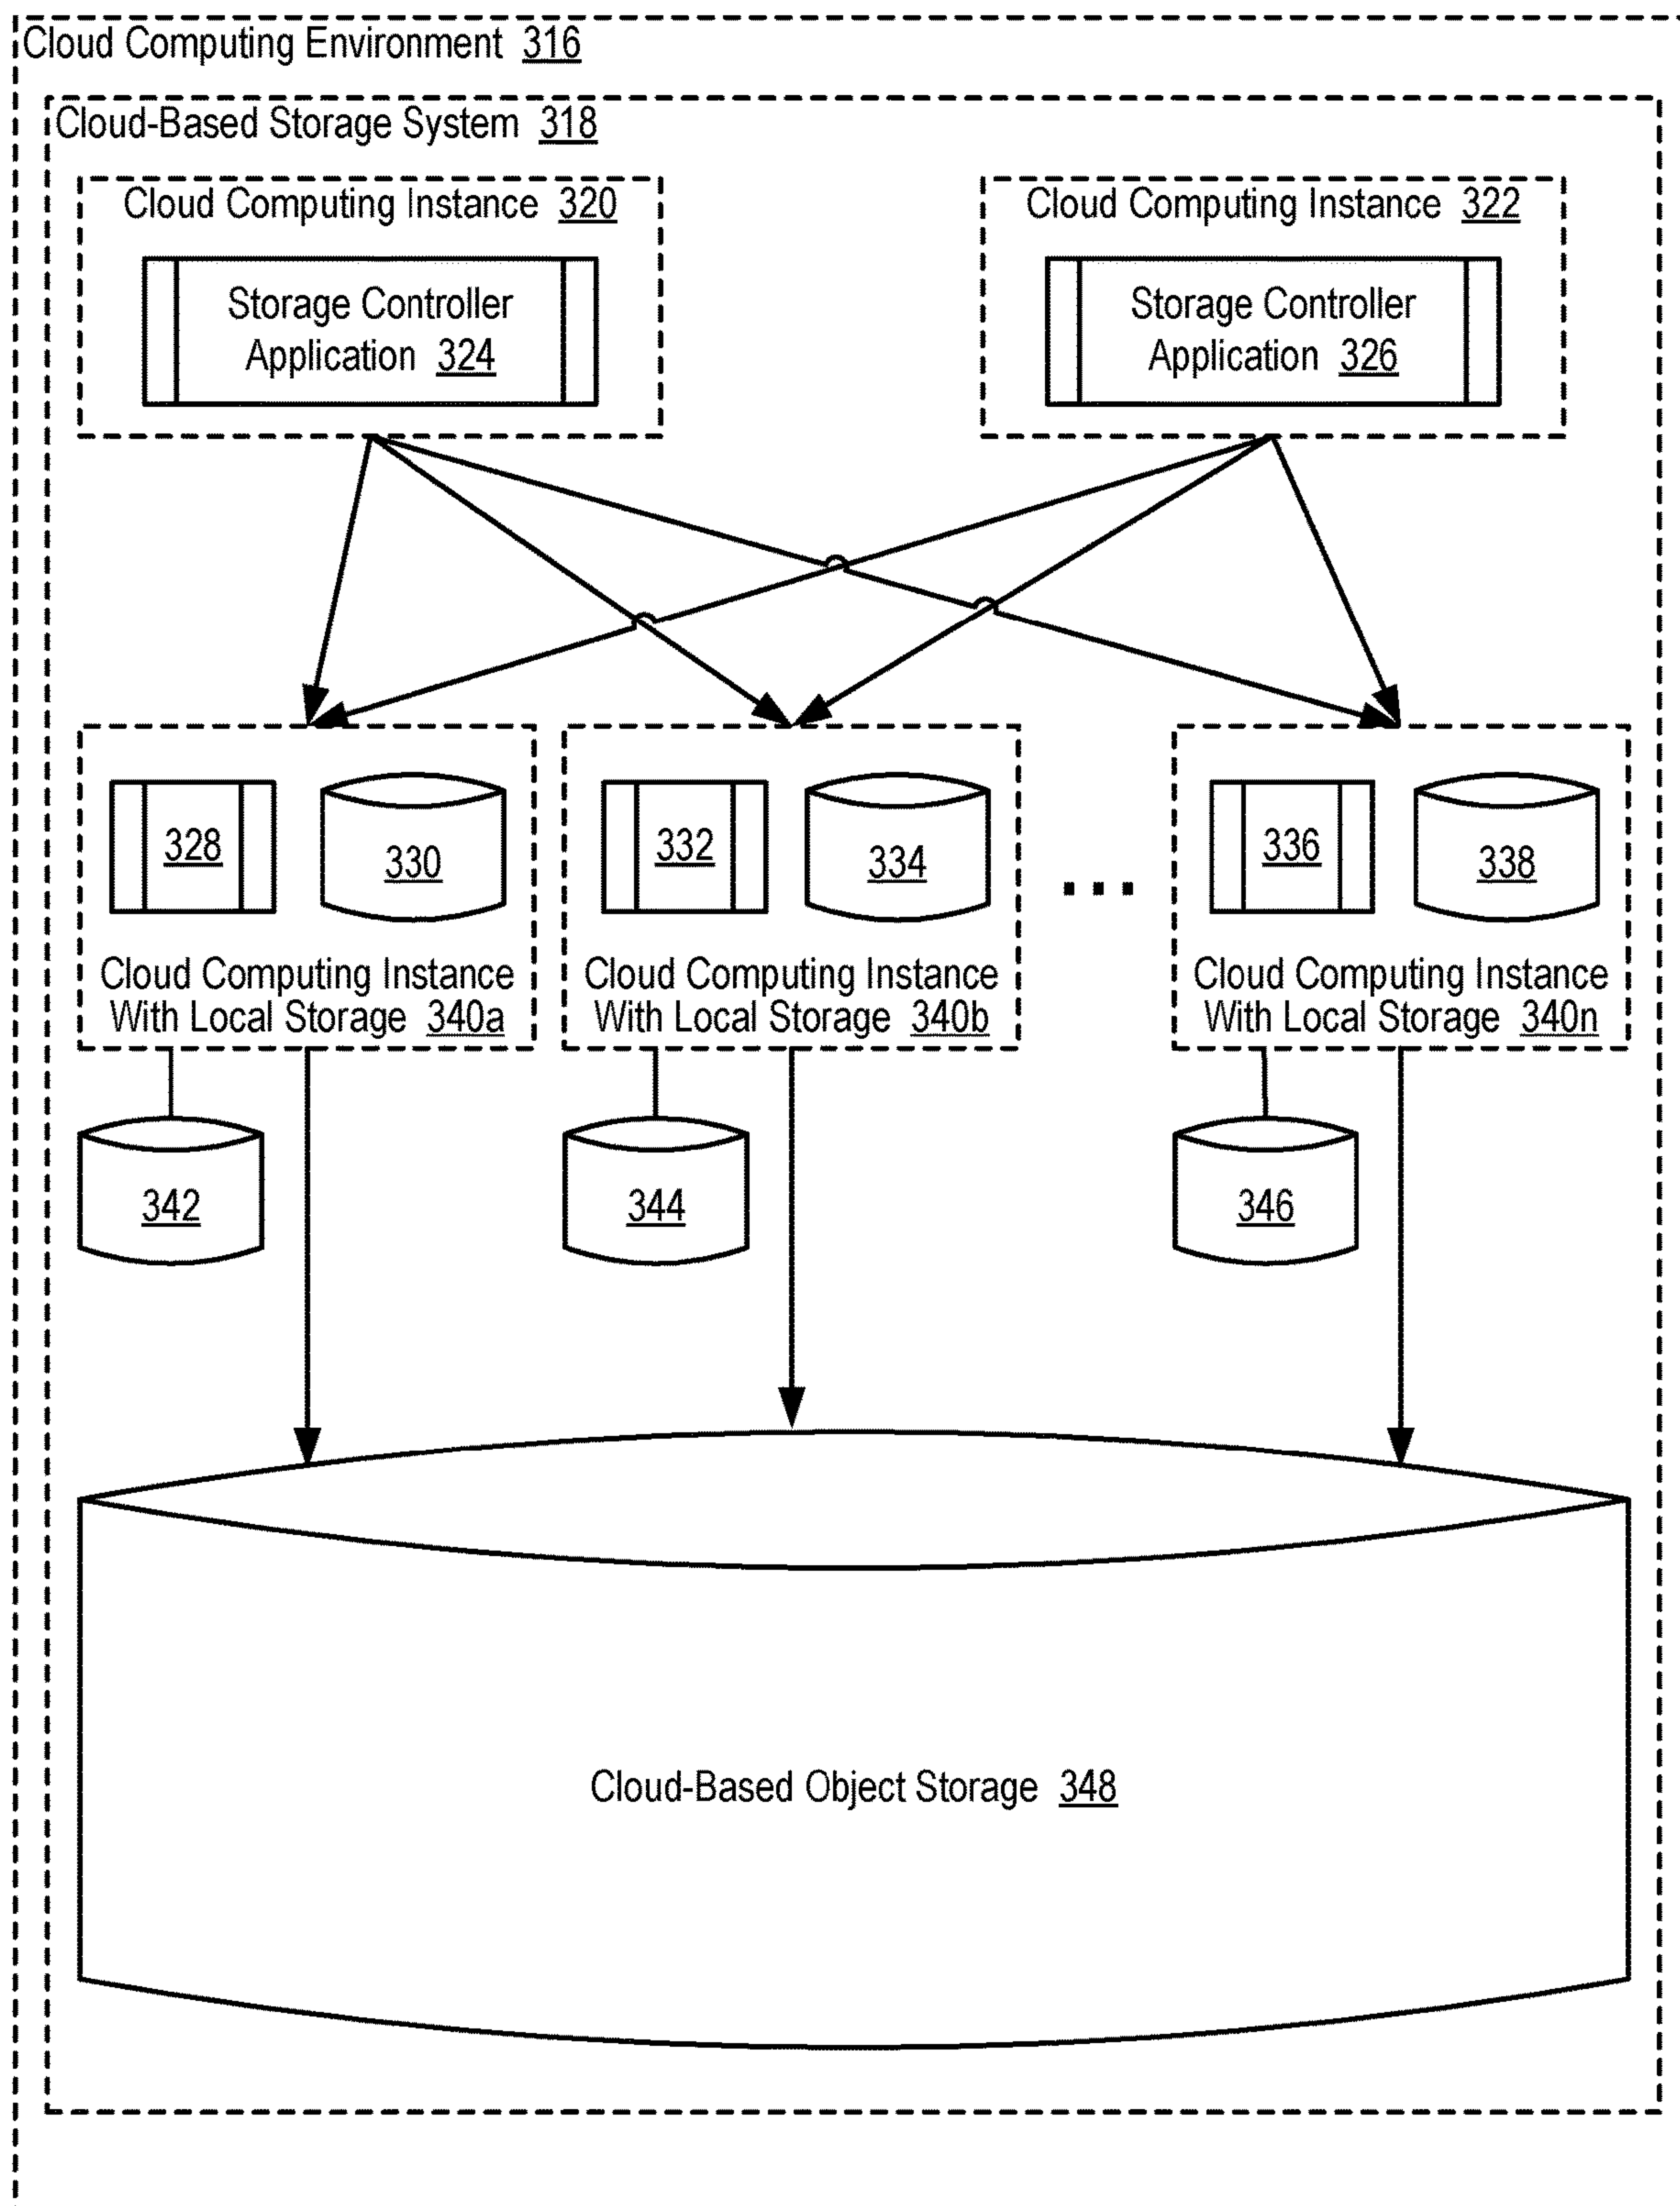 Cloud Computing Environment 316
Cloud-Based Storage System 318
Cloud Computing Instance 320
Storage Controller
Application 324
Cloud Computing Instance 322
Storage Controller
Application 326
328
330
Cloud Computing Instance
With Local Storage 340a
332
334
Cloud Computing Instance
With Local Storage 340b
...
336
338
Cloud Computing Instance
With Local Storage 340n
342
344
346
Cloud-Based Object Storage 348